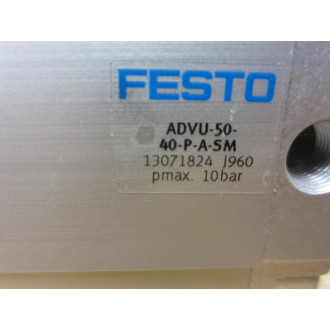 FESTO
ADVU-50-
40-P-A-SM
13071824 J960
pmax. 10bar